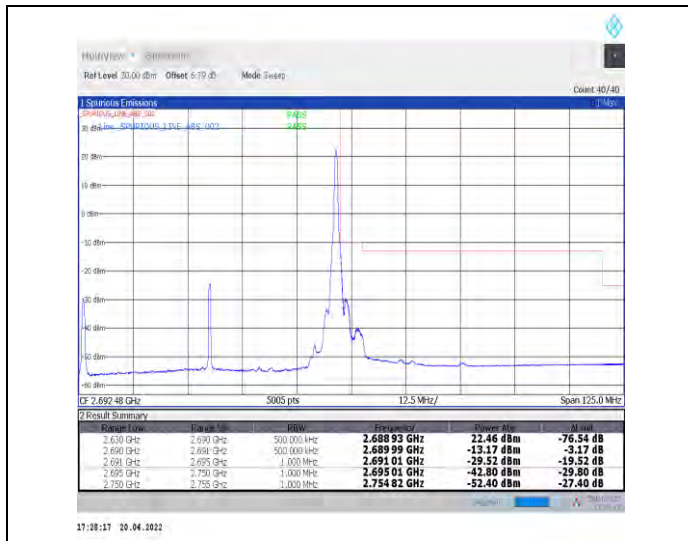 MultiView Spectrum
Ref Level 30.00 dBm Offset 6.79 dB Mode Sweep
Count 40/40
1 Spurious Emissions
SPURIOUS_LINE_ABS_002 PASS
30 dBm Line _SPURIOUS_LINE_ABS_002 PASS
20 dBm
10 dBm
0 dBm
-10 dBm
-20 dBm
-30 dBm
-40 dBm
-50 dBm
-60 dBm
CF 2.692 48 GHz 5005 pts 12.5 MHz/ Span 125.0 MHz
2 Result Summary
Range Low Range Up RBW Frequency Power Abs ΔLimit
2.630 GHz 2.690 GHz 500.000 kHz 2.688 93 GHz 22.46 dBm -76.54 dB
2.690 GHz 2.691 GHz 500.000 kHz 2.689 99 GHz -13.17 dBm -3.17 dB
2.691 GHz 2.695 GHz 1.000 MHz 2.691 01 GHz -29.52 dBm -19.52 dB
2.695 GHz 2.750 GHz 1.000 MHz 2.695 01 GHz -42.80 dBm -29.80 dB
2.750 GHz 2.755 GHz 1.000 MHz 2.754 82 GHz -52.40 dBm -27.40 dB
17:28:17 20.04.2022